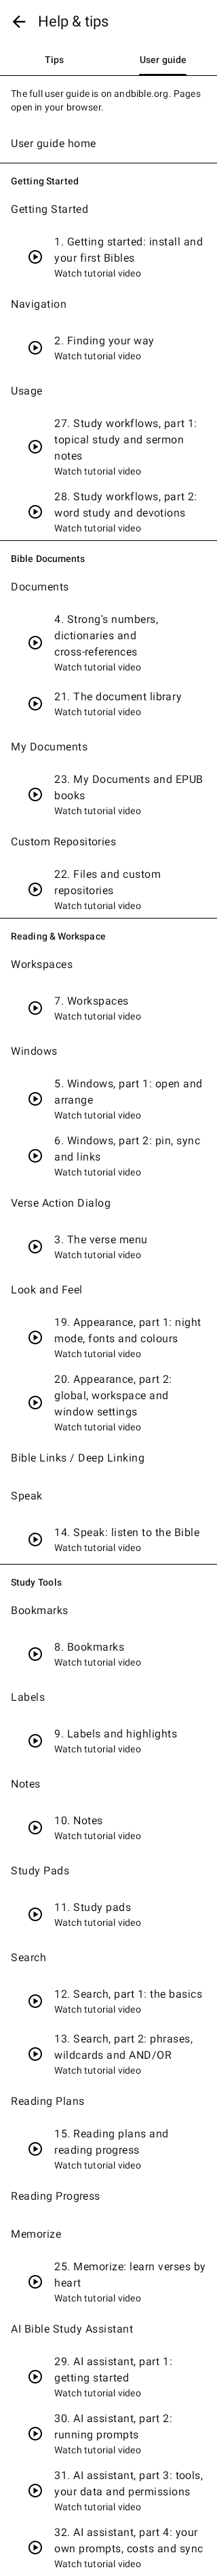 Help & tips
Tips
User guide
The full user guide is on andbible.org. Pages
open in your browser.
User guide home
Getting Started
Getting Started
1. Getting started: install and
your first Bibles
Watch tutorial video
Navigation
2. Finding your way
Watch tutorial video
Usage
27. Study workflows, part 1:
topical study and sermon
notes
Watch tutorial video
28. Study workflows, part 2:
word study and devotions
Watch tutorial video
Bible Documents
Documents
4. Strong's numbers,
dictionaries and
cross-references
Watch tutorial video
21. The document library
Watch tutorial video
My Documents
23. My Documents and EPUB
books
Watch tutorial video
Custom Repositories
22. Files and custom
repositories
Watch tutorial video
Reading & Workspace
Workspaces
7. Workspaces
Watch tutorial video
Windows
5. Windows, part 1: open and
arrange
Watch tutorial video
6. Windows, part 2: pin, sync
and links
Watch tutorial video
Verse Action Dialog
3. The verse menu
Watch tutorial video
Look and Feel
19. Appearance, part 1: night
mode, fonts and colours
Watch tutorial video
20. Appearance, part 2:
global, workspace and
window settings
Watch tutorial video
Bible Links / Deep Linking
Speak
14. Speak: listen to the Bible
Watch tutorial video
Study Tools
Bookmarks
8. Bookmarks
Watch tutorial video
Labels
9. Labels and highlights
Watch tutorial video
Notes
10. Notes
Watch tutorial video
Study Pads
11. Study pads
Watch tutorial video
Search
12. Search, part 1: the basics
Watch tutorial video
13. Search, part 2: phrases,
wildcards and AND/OR
Watch tutorial video
Reading Plans
15. Reading plans and
reading progress
Watch tutorial video
Reading Progress
Memorize
25. Memorize: learn verses by
heart
Watch tutorial video
AI Bible Study Assistant
29. AI assistant, part 1:
getting started
Watch tutorial video
30. AI assistant, part 2:
running prompts
Watch tutorial video
31. AI assistant, part 3: tools,
your data and permissions
Watch tutorial video
32. AI assistant, part 4: your
own prompts, costs and sync
Watch tutorial video